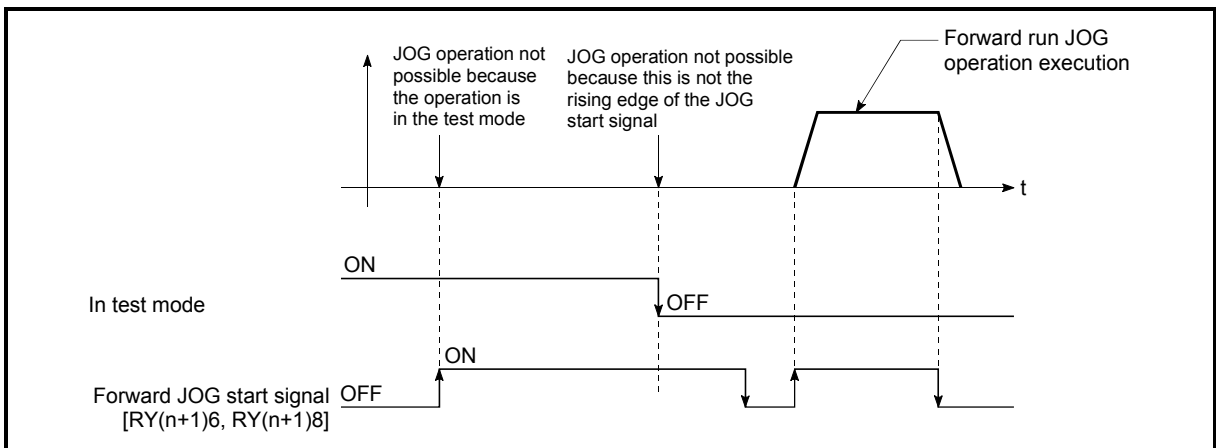 JOG operation not
possible because
the operation is
in the test mode
JOG operation not possible
because this is not the
rising edge of the JOG
start signal
Forward run JOG
operation execution
t
ON
In test mode
OFF
ON
Forward JOG start signal
OFF
[RY(n+1)6, RY(n+1)8]